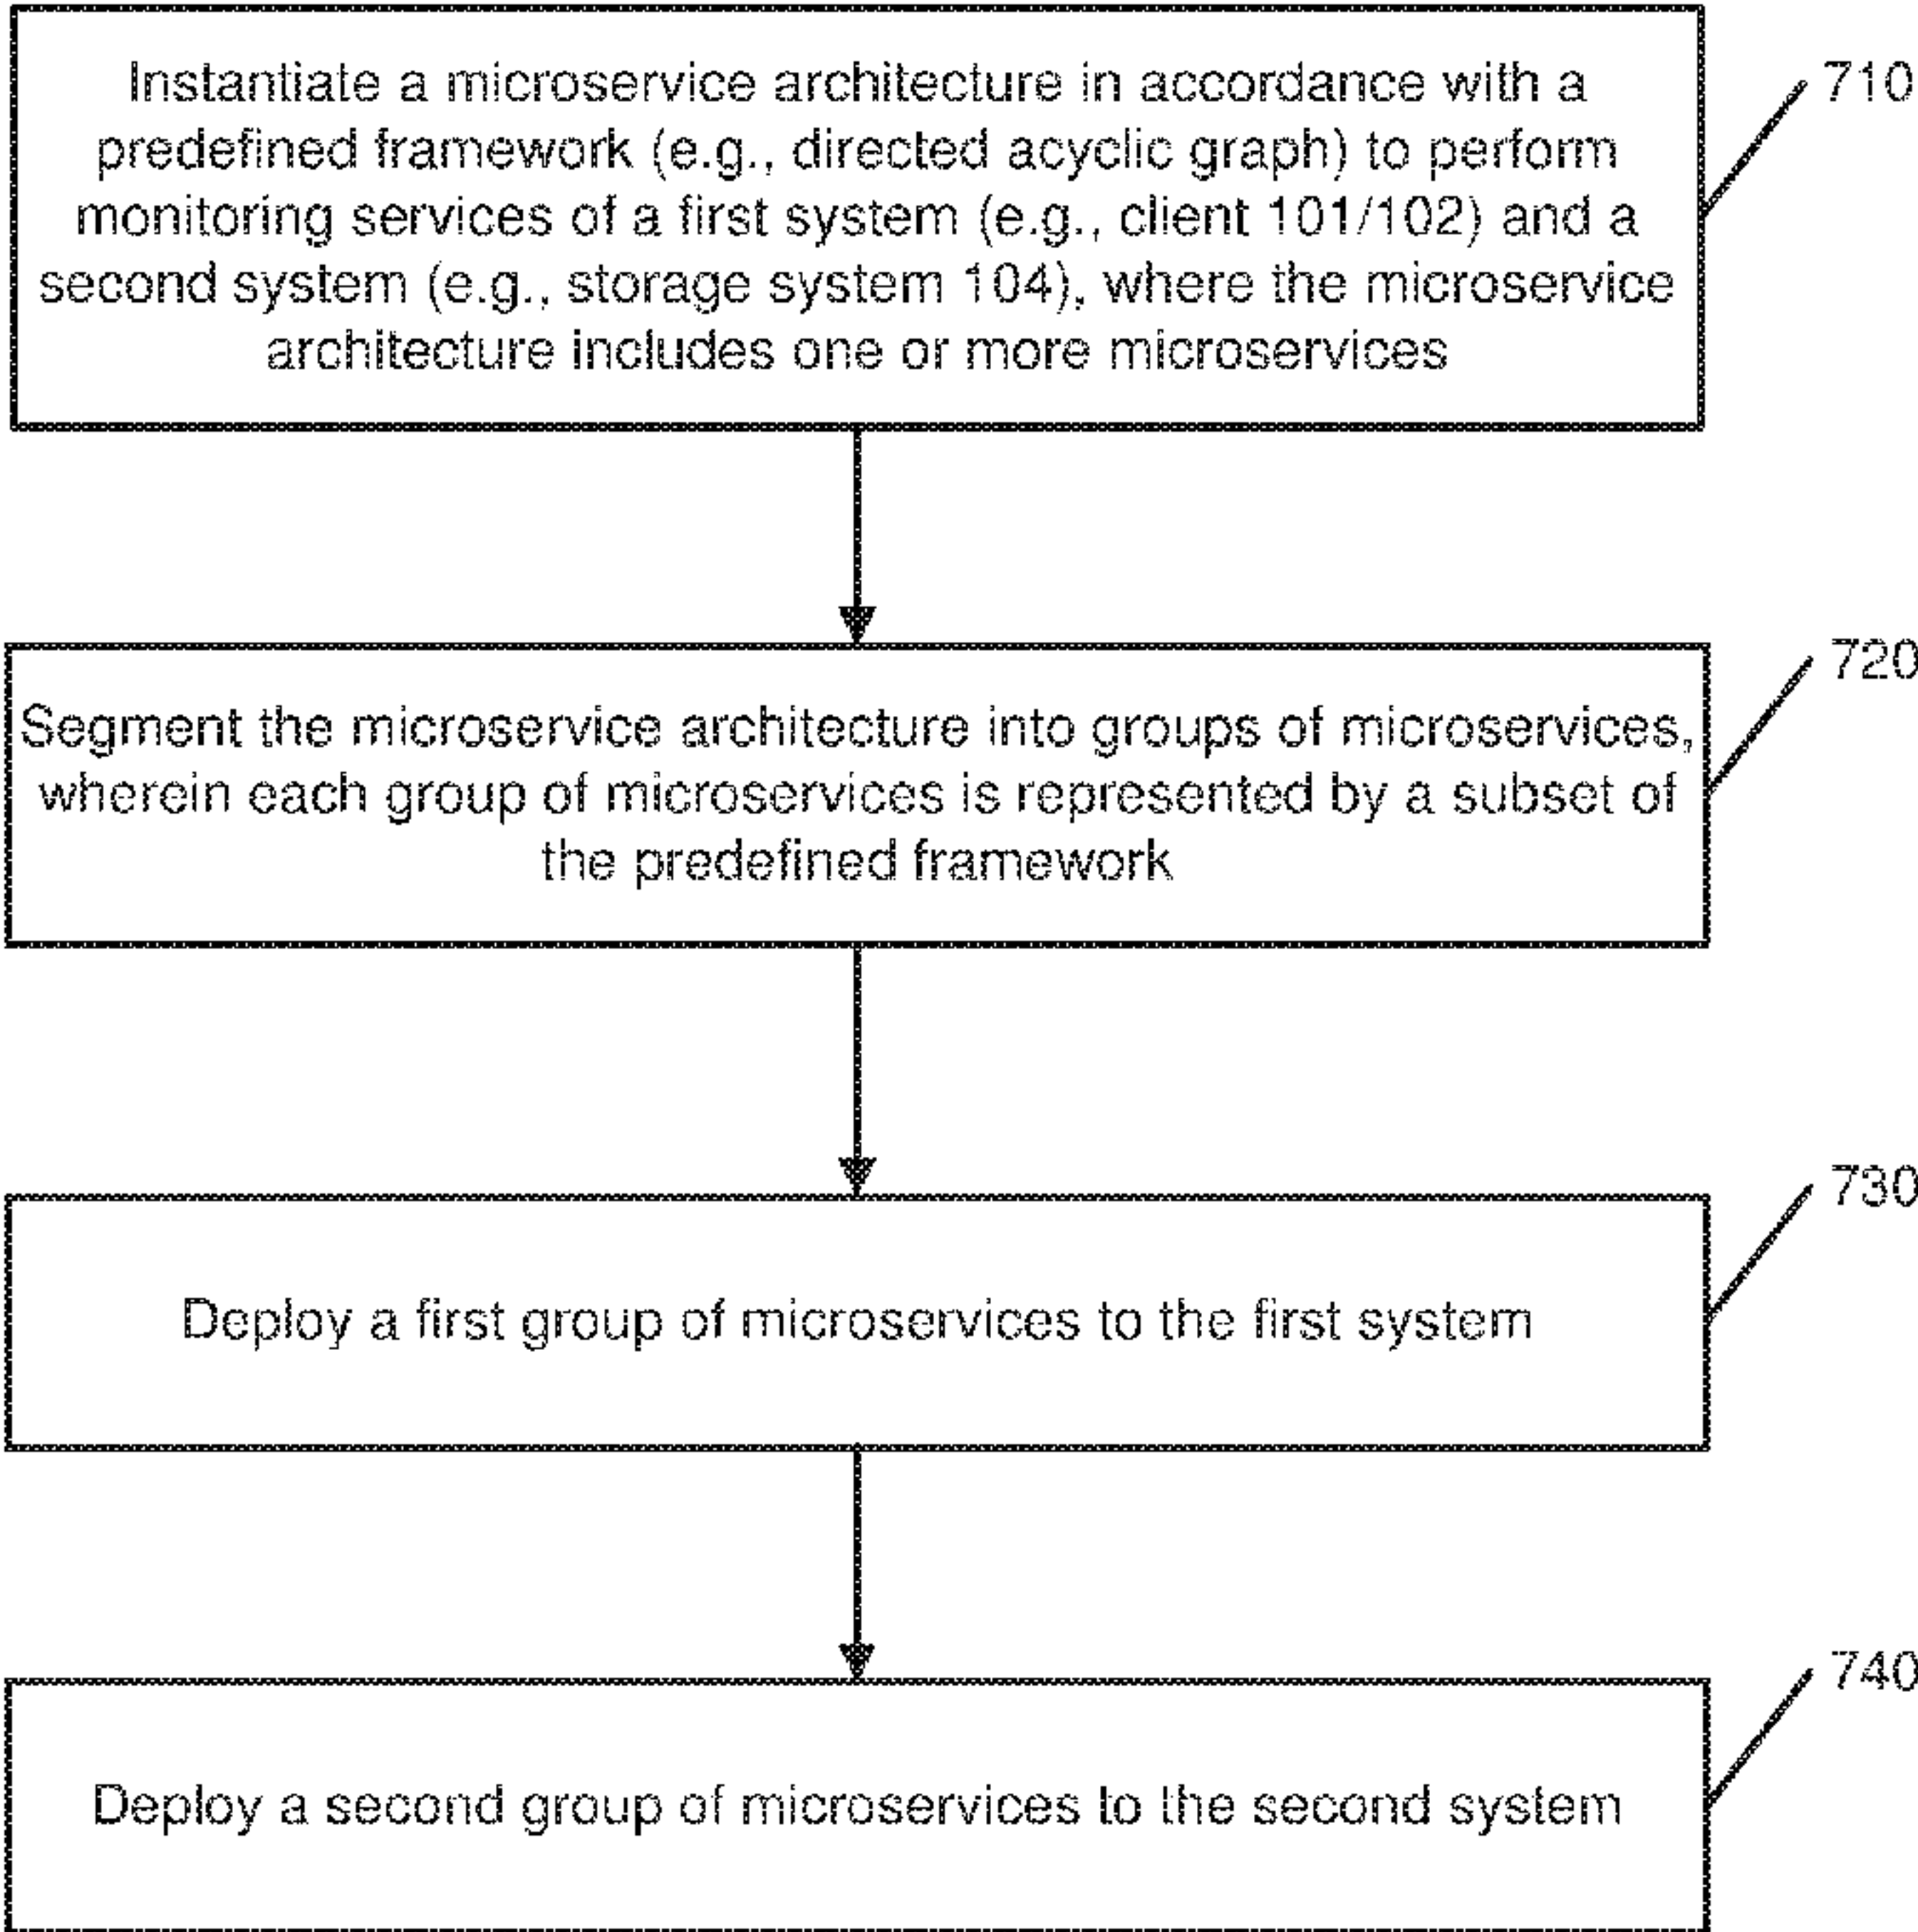 Instantiate a microservice architecture in accordance with a
predefined framework (e.g., directed acyclic graph) to perform
monitoring services of a first system (e.g., client 101/102) and a
second system (e.g., storage system 104), where the microservice
architecture includes one or more microservices
710
Segment the microservice architecture into groups of microservices,
wherein each group of microservices is represented by a subset of
the predefined framework
720
Deploy a first group of microservices to the first system
730
Deploy a second group of microservices to the second system
740